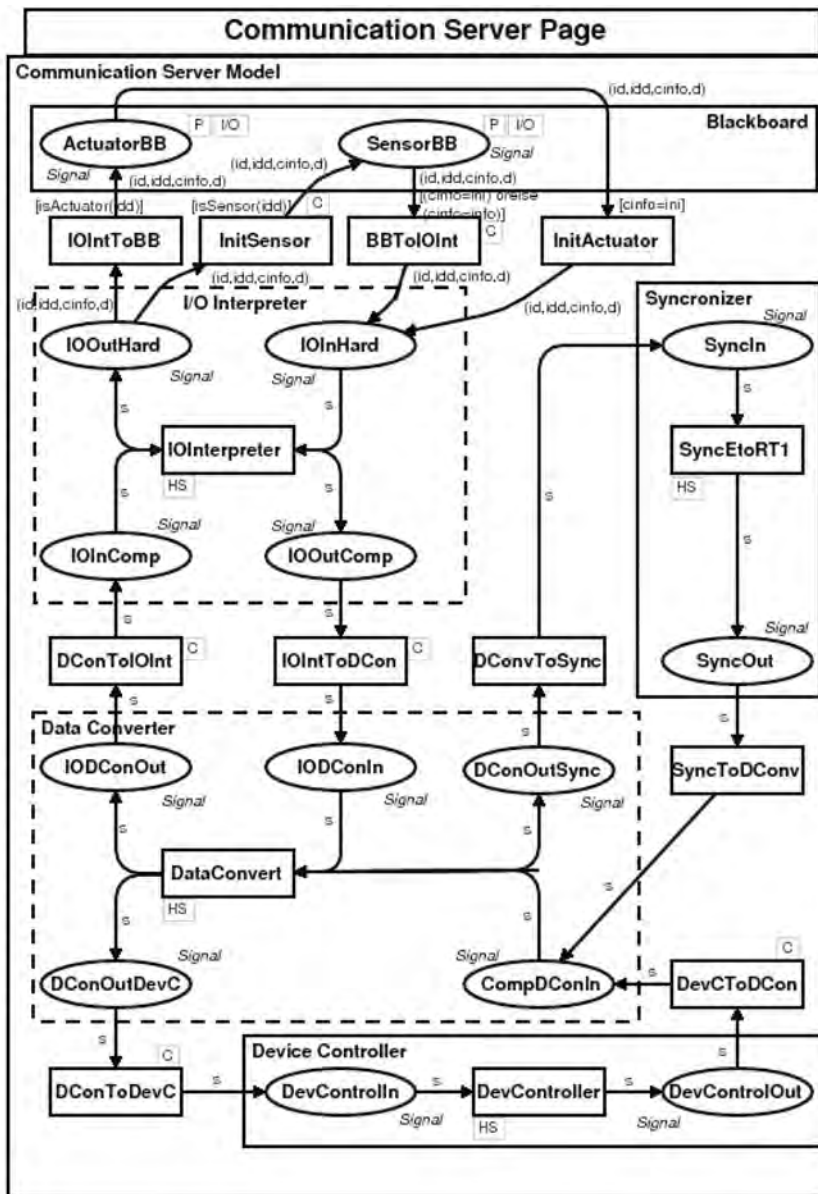 Communication Server Page
Communication Server Model
(id,idd,cinfo,d)
Blackboard
ActuatorBB
P I/O
SensorBB
P I/O
Signal
(id,idd,cinfo,d)
(id,idd,cinfo,d)
Signal
(id,idd,cinfo,d)
[isActuator(idd)]
[isSensor(idd)]
C
[(cinfo=ini) orelse
(cinfo=info)]
[cinfo=ini]
IOIntToBB
InitSensor
BBToIOInt
C
InitActuator
(id,idd,cinfo,d)
(id,idd,cinfo,d)
(id,idd,cinfo,d)
(id,idd,cinfo,d)
I/O Interpreter
Syncronizer
IOOutHard
Signal
IOInHard
Signal
Signal
SyncIn
s
s
s
IOInterpreter
HS
SyncEtoRT1
HS
s
s
s
s
Signal
IOInComp
Signal
IOOutComp
s
s
Signal
SyncOut
DConToIOInt
C
IOIntToDCon
C
DConvToSync
s
s
s
s
Data Converter
IODConOut
Signal
IODConIn
Signal
DConOutSync
Signal
SyncToDConv
s
s
s
DataConvert
HS
s
s
s
Signal
DConOutDevC
Signal
CompDConIn
s
DevCToDCon
C
s
DConToDevC
C
Device Controller
s
s
DevControlIn
Signal
s
DevController
HS
s
DevControlOut
Signal